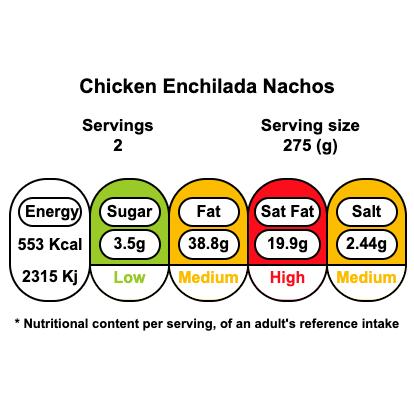 Chicken Enchilada Nachos
Servings
2
Serving size
275 (g)
Energy Sugar Fat Sat Fat Salt
553 Kcal 3.5g 38.8g 19.9g 2.44g
2315 Kj Low Medium High Medium
* Nutritional content per serving, of an adult's reference intake